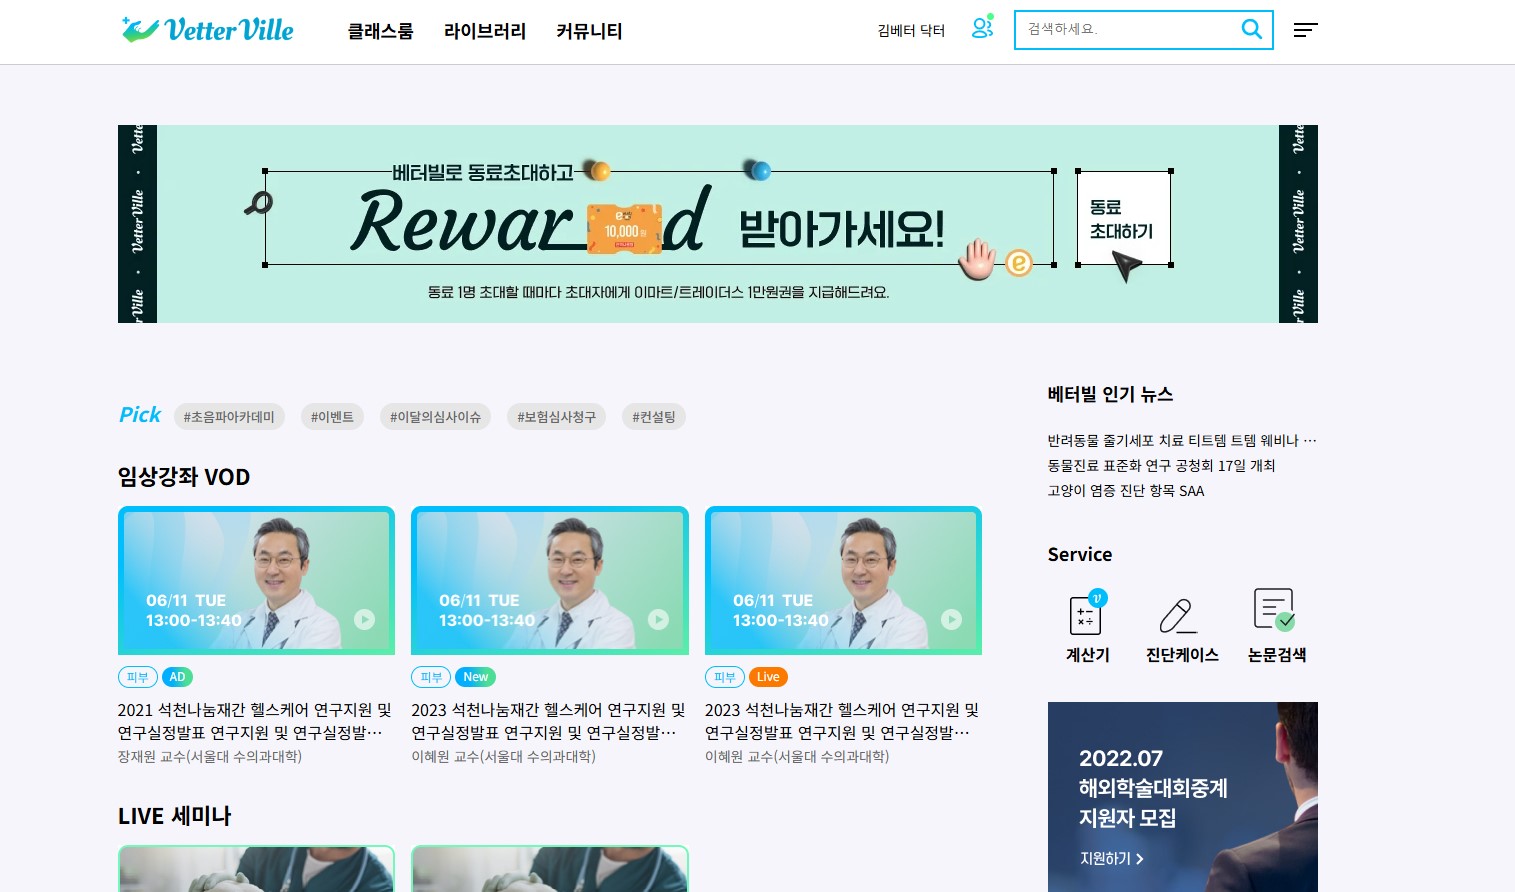 Vetter Ville
클래스룸
라이브러리
커뮤니티
김베터 닥터
검색하세요.
Vetter Ville
베터빌로 동료초대하고
Reward 받아가세요!
10,000원
동료 1명 초대할 때마다 초대자에게 이마트/트레이더스 1만원권을 지급해드려요.
동료
초대하기
Vetter Ville
Pick
#초음파아카데미
#이벤트
#이달의심사이슈
#보험심사청구
#컨설팅
임상강좌 VOD
06/11 TUE
13:00-13:40
피부
AD
2021 석천나눔재간 헬스케어 연구지원 및
연구실정발표 연구지원 및 연구실정발…
장재원 교수(서울대 수의과대학)
06/11 TUE
13:00-13:40
피부
New
2023 석천나눔재간 헬스케어 연구지원 및
연구실정발표 연구지원 및 연구실정발…
이혜원 교수(서울대 수의과대학)
06/11 TUE
13:00-13:40
피부
Live
2023 석천나눔재간 헬스케어 연구지원 및
연구실정발표 연구지원 및 연구실정발…
이혜원 교수(서울대 수의과대학)
LIVE 세미나
베터빌 인기 뉴스
반려동물 줄기세포 치료 티트템 트템 웨비나 …
동물진료 표준화 연구 공청회 17일 개최
고양이 염증 진단 항목 SAA
Service
계산기
진단케이스
논문검색
2022.07
해외학술대회중계
지원자 모집
지원하기